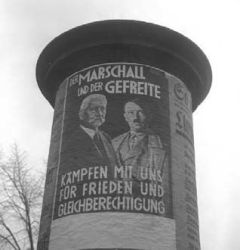 DER MARSCHALL
UND DER GEFREITE
KÄMPFEN MIT UNS
FÜR FRIEDEN UND
GLEICHBERECHTIGUNG